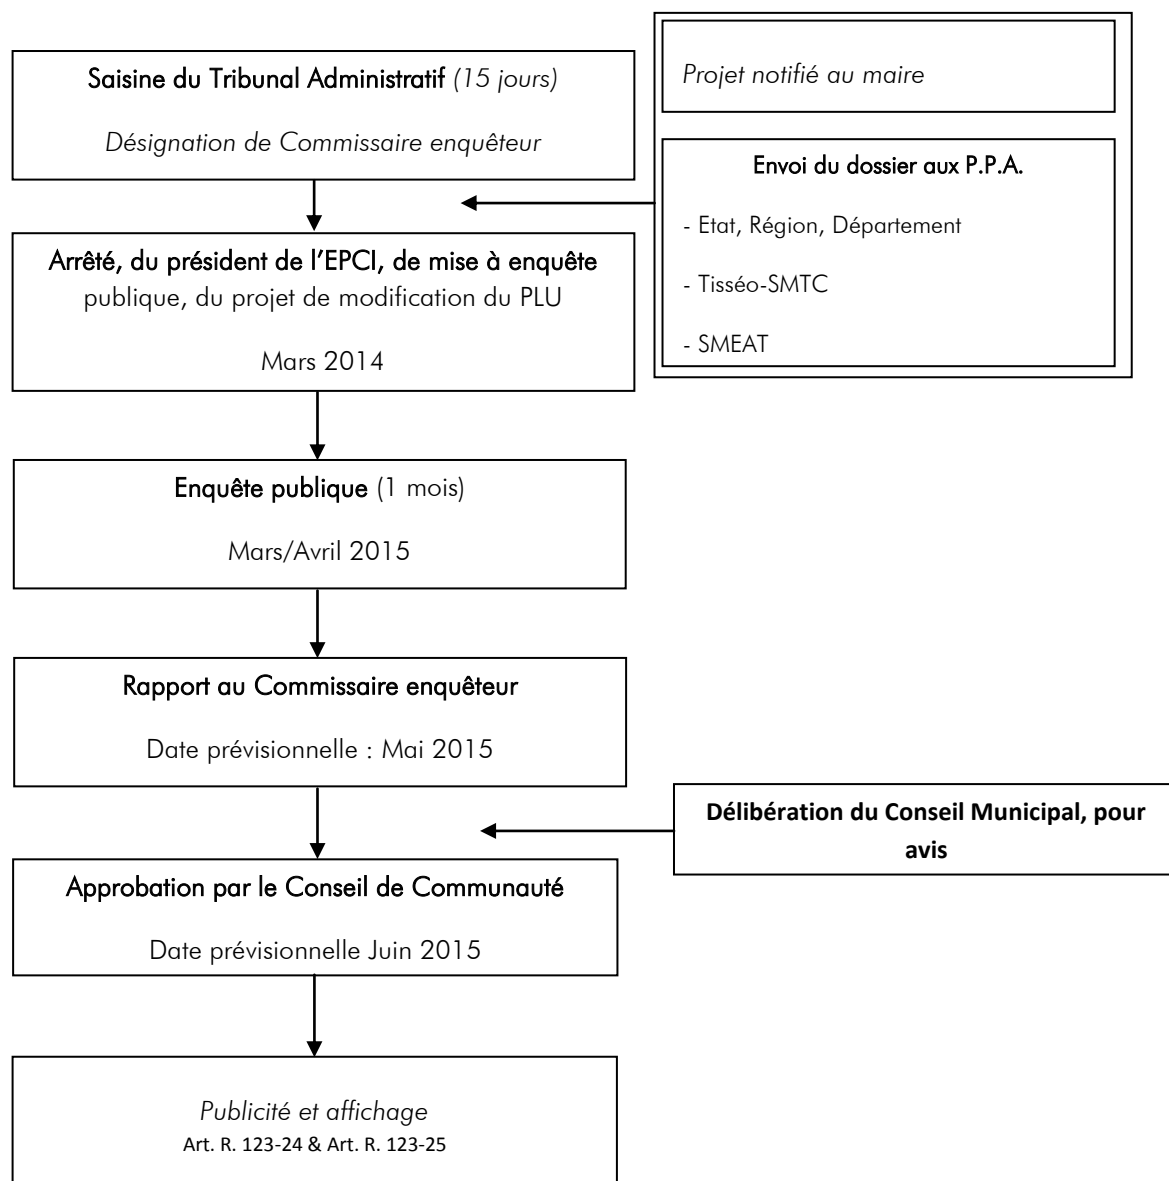 Saisine du Tribunal Administratif (15 jours)
Désignation de Commissaire enquêteur
Projet notifié au maire
Envoi du dossier aux P.P.A.
- Etat, Région, Département
- Tisséo-SMTC
- SMEAT
Arrêté, du président de l’EPCI, de mise à enquête
publique, du projet de modification du PLU
Mars 2014
Enquête publique (1 mois)
Mars/Avril 2015
Rapport au Commissaire enquêteur
Date prévisionnelle : Mai 2015
Délibération du Conseil Municipal, pour
avis
Approbation par le Conseil de Communauté
Date prévisionnelle Juin 2015
Publicité et affichage
Art. R. 123-24 & Art. R. 123-25